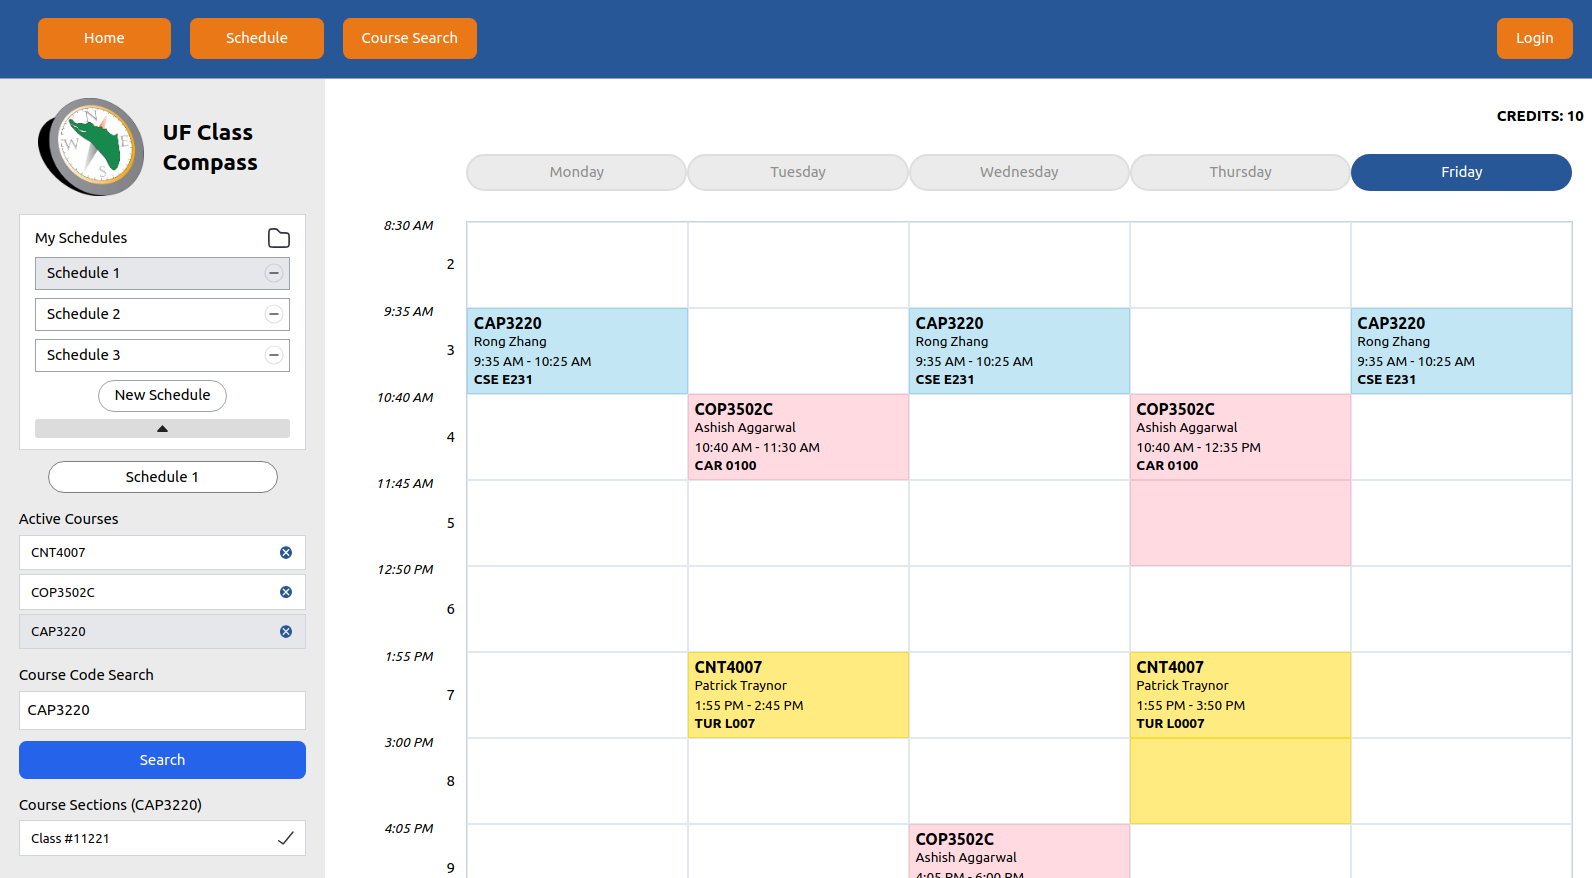 Home
Schedule
Course Search
Login
N
W
E
S
UF Class
Compass
CREDITS: 10
My Schedules
Schedule 1
Schedule 2
Schedule 3
New Schedule
Schedule 1
Active Courses
CNT4007
COP3502C
CAP3220
Course Code Search
CAP3220
Search
Course Sections (CAP3220)
Class #11221
Monday
Tuesday
Wednesday
Thursday
Friday
8:30 AM
2
9:35 AM
3
CAP3220
Rong Zhang
9:35 AM - 10:25 AM
CSE E231
CAP3220
Rong Zhang
9:35 AM - 10:25 AM
CSE E231
CAP3220
Rong Zhang
9:35 AM - 10:25 AM
CSE E231
10:40 AM
4
COP3502C
Ashish Aggarwal
10:40 AM - 11:30 AM
CAR 0100
COP3502C
Ashish Aggarwal
10:40 AM - 12:35 PM
CAR 0100
11:45 AM
5
12:50 PM
6
1:55 PM
7
CNT4007
Patrick Traynor
1:55 PM - 2:45 PM
TUR L007
CNT4007
Patrick Traynor
1:55 PM - 3:50 PM
TUR L0007
3:00 PM
8
4:05 PM
9
COP3502C
Ashish Aggarwal
4:05 PM - 6:00 PM